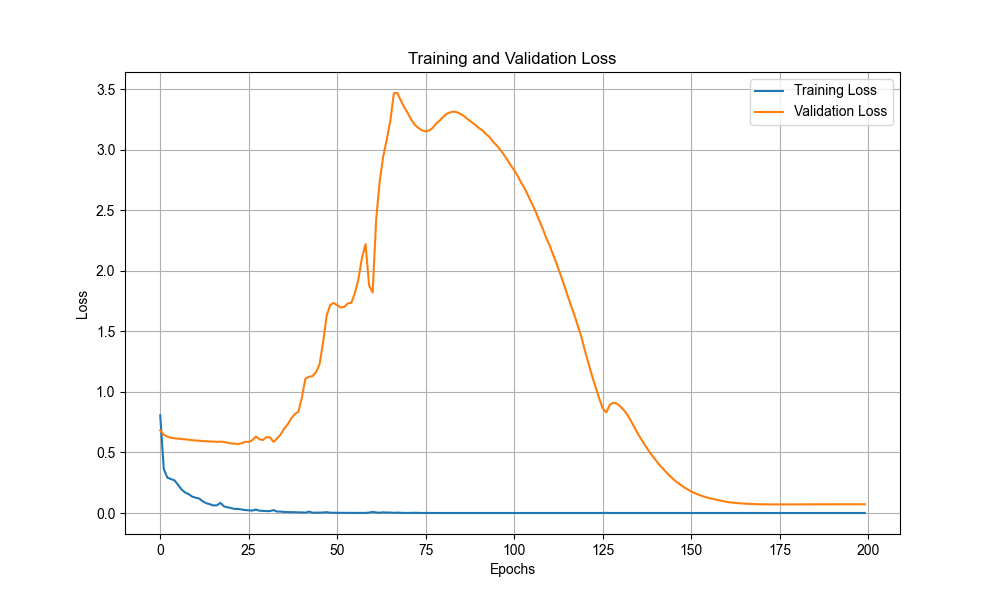 Training and Validation Loss
Training Loss
Validation Loss
3.5
3.0
2.5
2.0
1.5
1.0
0.5
0.0
Loss
0 25 50 75 100 125 150 175 200
Epochs